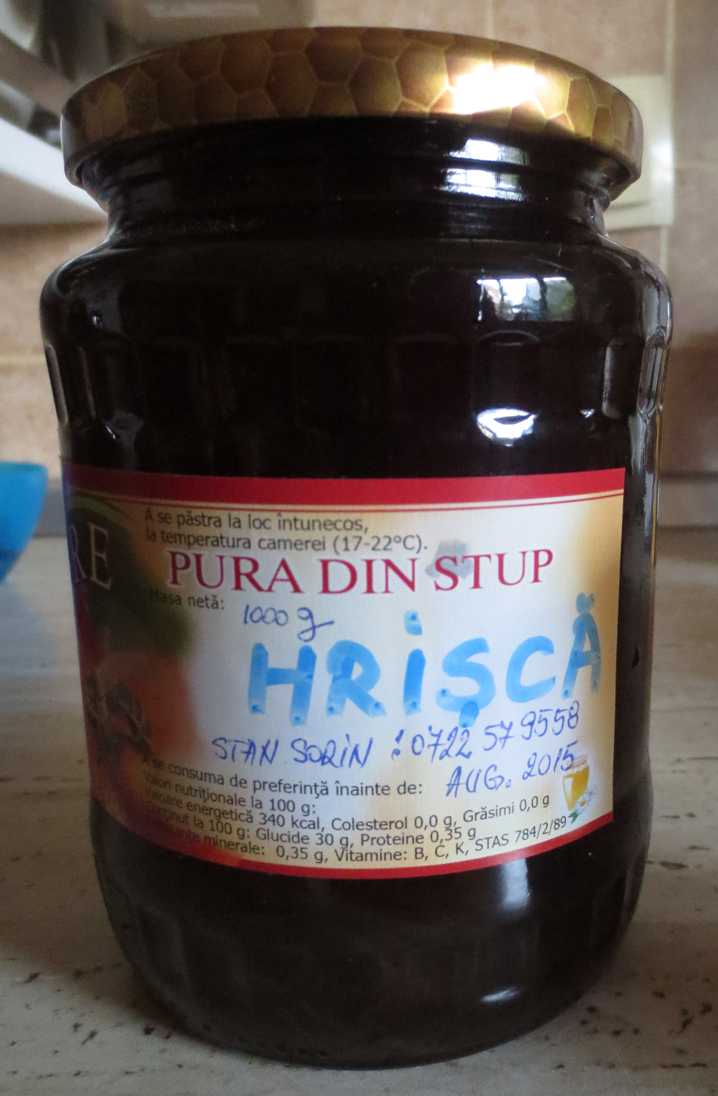 RE
A se păstra la loc întunecos,
la temperatura camerei (17-22°C).
PURA DIN STUP
Masa netă: 1000 g
HRIȘCĂ
STAN SORIN : 0722 579558
se consuma de preferință înainte de: AUG. 2015
Valori nutriționale la 100 g:
Valoare energetică 340 kcal, Colesterol 0,0 g, Grăsimi 0,0 g
Conținut la 100 g: Glucide 30 g, Proteine 0,35 g
minerale: 0,35 g, Vitamine: B, C, K, STAS 784/2/89